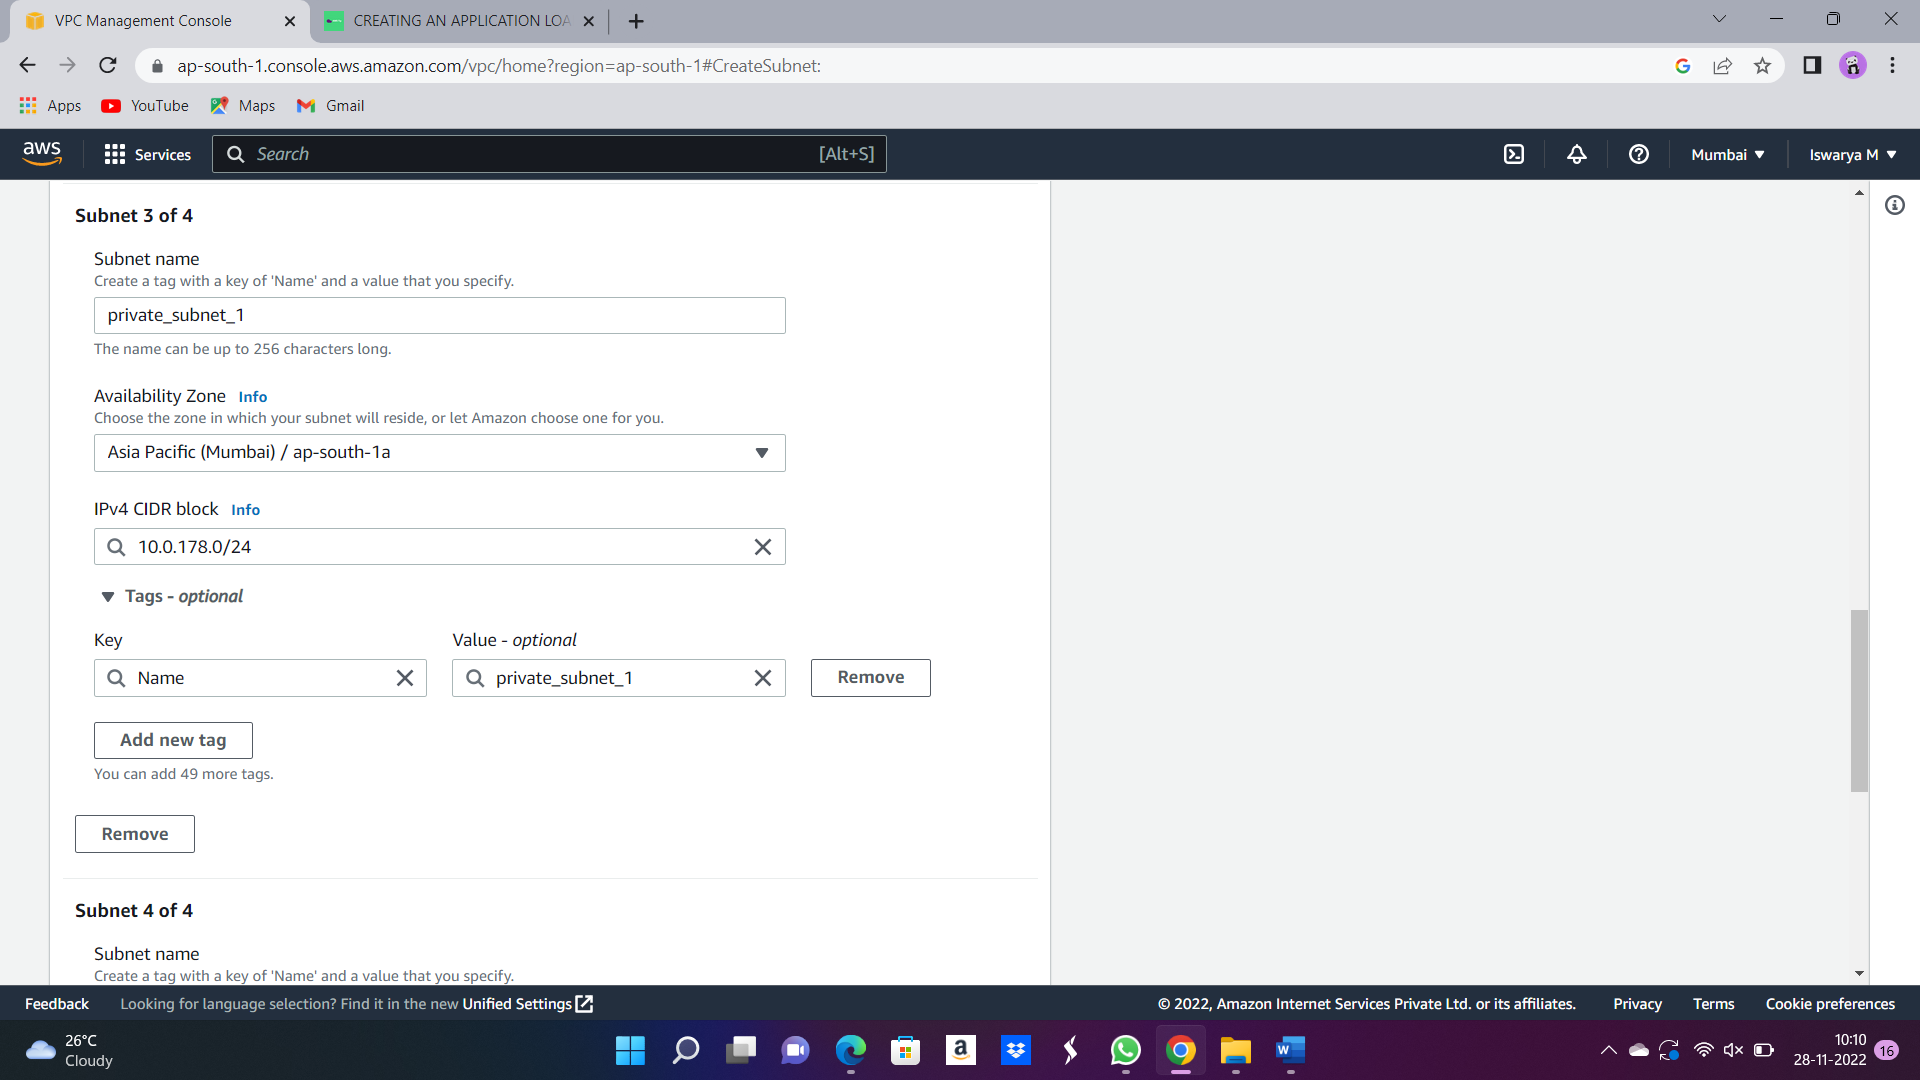 VPC Management Console
CREATING AN APPLICATION LOA
ap-south-1.console.aws.amazon.com/vpc/home?region=ap-south-1#CreateSubnet:
Apps YouTube Maps Gmail
aws Services Search [Alt+S] Mumbai Iswarya M
Subnet 3 of 4
Subnet name
Create a tag with a key of 'Name' and a value that you specify.
private_subnet_1
The name can be up to 256 characters long.
Availability Zone Info
Choose the zone in which your subnet will reside, or let Amazon choose one for you.
Asia Pacific (Mumbai) / ap-south-1a
IPv4 CIDR block Info
10.0.178.0/24
Tags - optional
Key Value - optional
Name private_subnet_1 Remove
Add new tag
You can add 49 more tags.
Remove
Subnet 4 of 4
Subnet name
Create a tag with a key of 'Name' and a value that you specify.
Feedback Looking for language selection? Find it in the new Unified Settings © 2022, Amazon Internet Services Private Ltd. or its affiliates. Privacy Terms Cookie preferences
26°C
Cloudy
10:10
28-11-2022
16